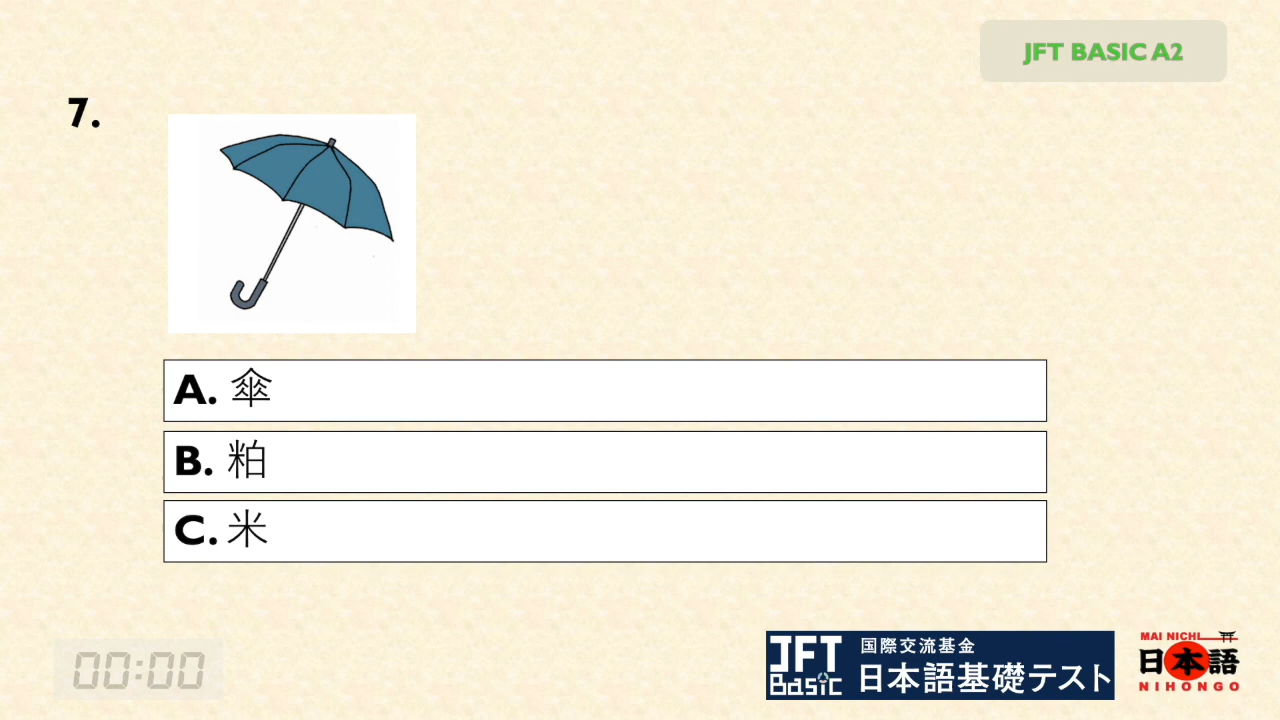 JFT BASIC A2
7.
A. 傘
B. 粕
C. 米
00:00
JFT Basic
国際交流基金
日本語基礎テスト
MAI NICHI
日本語
NIHONGO